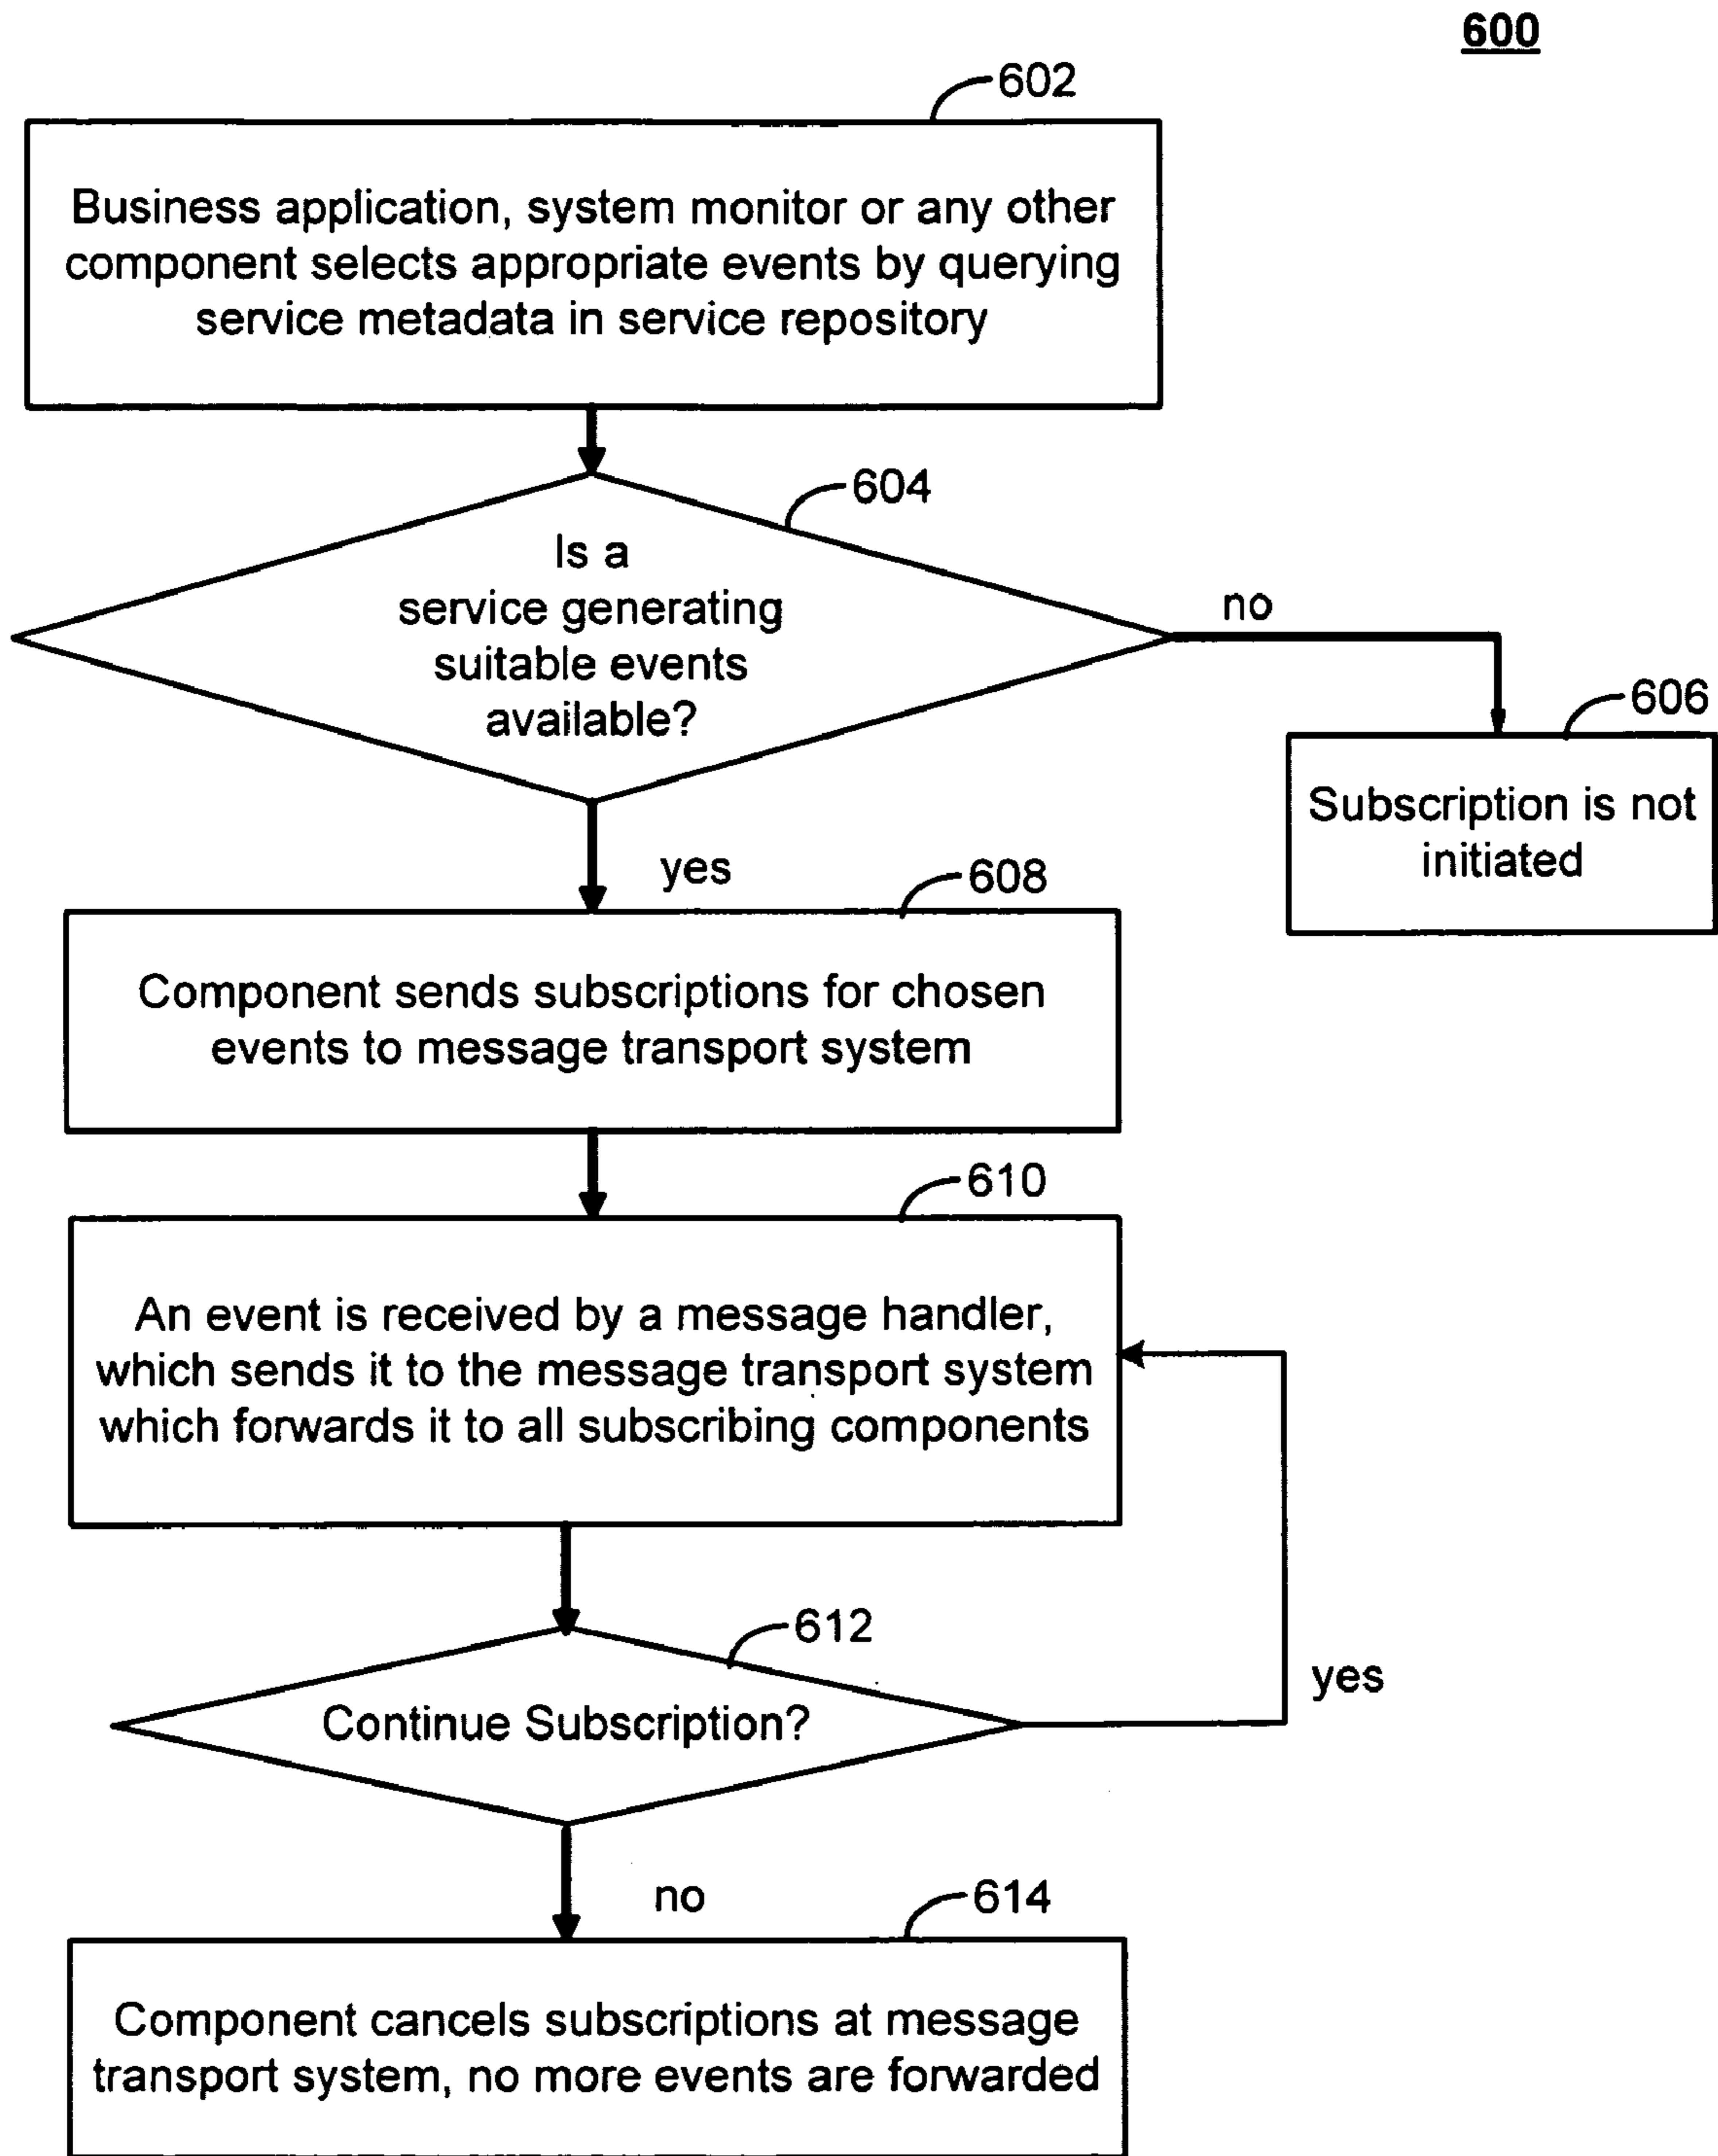 600
602
Business application, system monitor or any other
component selects appropriate events by querying
service metadata in service repository
604
Is a
service generating
suitable events
available?
no
606
Subscription is not
initiated
yes
608
Component sends subscriptions for chosen
events to message transport system
610
An event is received by a message handler,
which sends it to the message transport system
which forwards it to all subscribing components
612
Continue Subscription?
yes
no
614
Component cancels subscriptions at message
transport system, no more events are forwarded